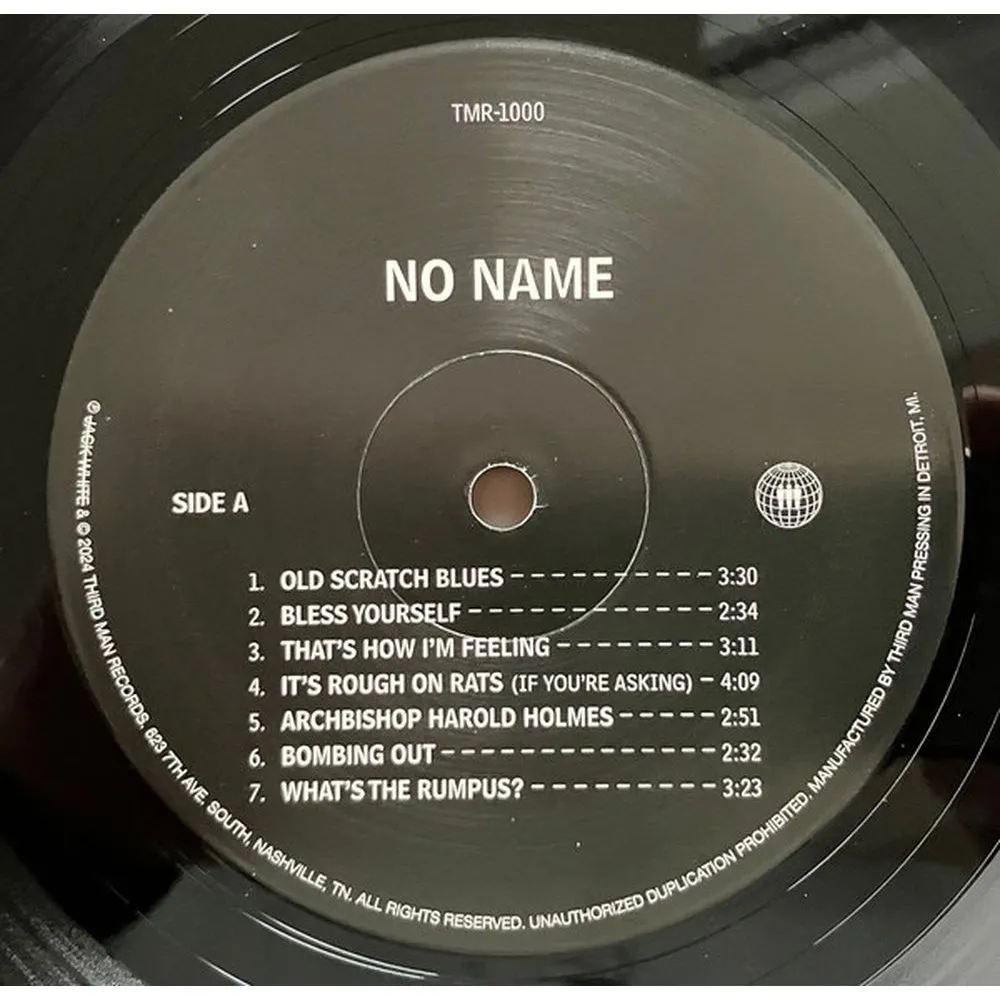 TMR-1000
NO NAME
SIDE A
1. OLD SCRATCH BLUES ---------- 3:30
2. BLESS YOURSELF ------------ 2:34
3. THAT'S HOW I'M FEELING -------- 3:11
4. IT'S ROUGH ON RATS (IF YOU'RE ASKING) - 4:09
5. ARCHBISHOP HAROLD HOLMES ----- 2:51
6. BOMBING OUT -------------- 2:32
7. WHAT'S THE RUMPUS? --------- 3:23
℗ JACK WHITE & © 2024 THIRD MAN RECORDS, 623 7TH AVE. SOUTH, NASHVILLE, TN. ALL RIGHTS RESERVED. UNAUTHORIZED DUPLICATION PROHIBITED. MANUFACTURED BY THIRD MAN PRESSING IN DETROIT, MI.